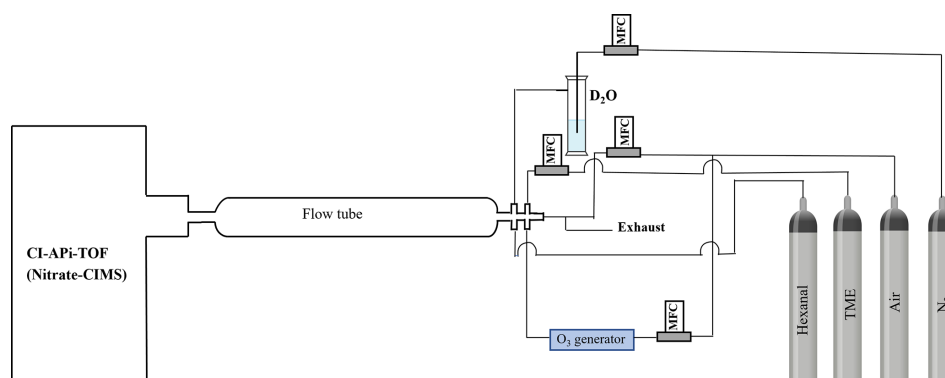 MFC
D₂O
MFC
MFC
Flow tube
Exhaust
CI-APi-TOF
(Nitrate-CIMS)
Hexanal
TME
Air
MFC
O₃ generator